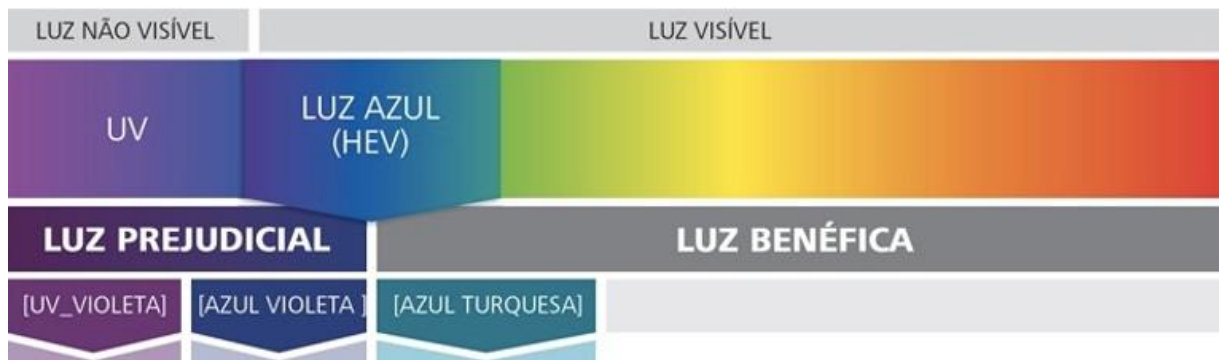 LUZ NÃO VISÍVEL
LUZ VISÍVEL
UV
LUZ AZUL
(HEV)
LUZ PREJUDICIAL
LUZ BENÉFICA
[UV_VIOLETA]
[AZUL VIOLETA ]
[AZUL TURQUESA]